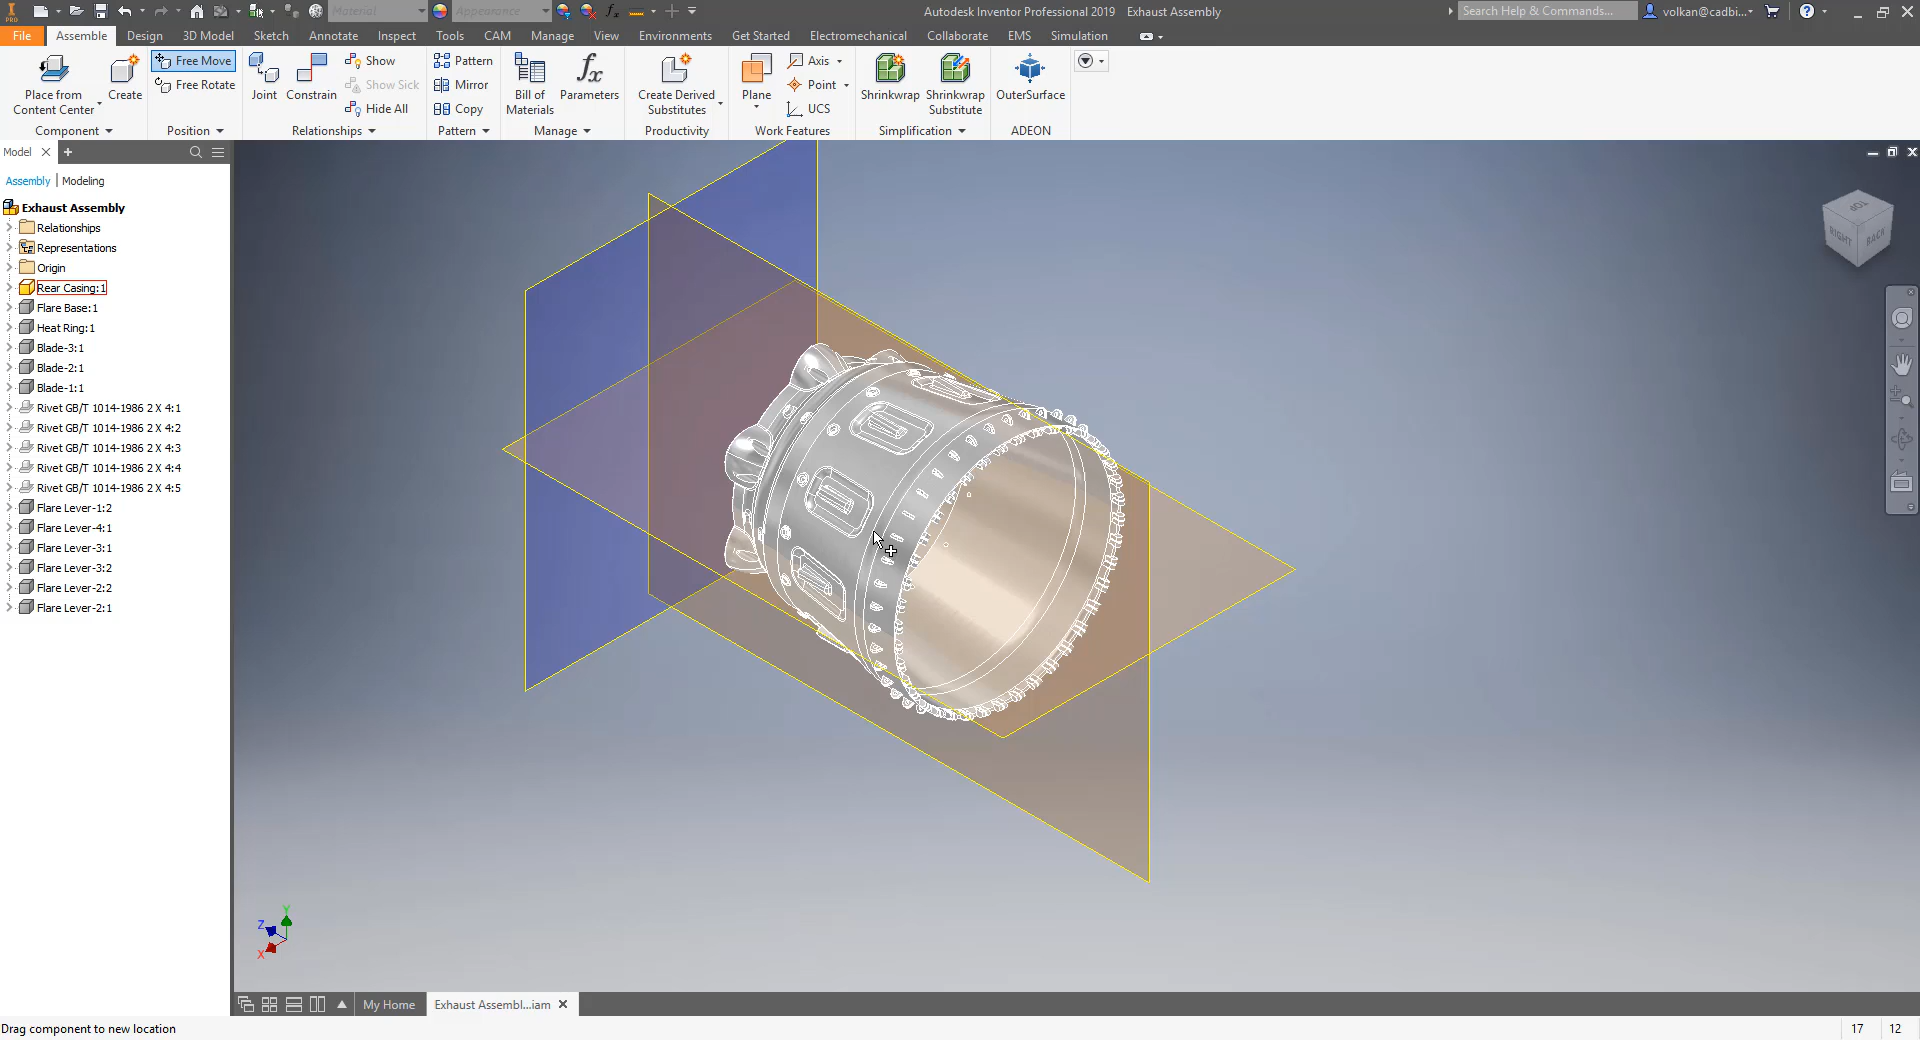 Material Appearance fx Autodesk Inventor Professional 2019 Exhaust Assembly Search Help & Commands... volkan@cadbi...
PRO
File Assemble Design 3D Model Sketch Annotate Inspect Tools CAM Manage View Environments Get Started Electromechanical Collaborate EMS Simulation
Free Move Show Pattern fx Axis
Free Rotate Show Sick Mirror Point
Place from Content Center Create Joint Constrain Hide All Copy Bill of Materials Parameters Create Derived Substitutes Plane UCS Shrinkwrap Shrinkwrap Substitute OuterSurface
Component Position Relationships Pattern Manage Productivity Work Features Simplification ADEON
Model
Assembly | Modeling
Exhaust Assembly
Relationships
Representations
Origin
Rear Casing:1
Flare Base:1
Heat Ring:1
Blade-3:1
Blade-2:1
Blade-1:1
Rivet GB/T 1014-1986 2 X 4:1
Rivet GB/T 1014-1986 2 X 4:2
Rivet GB/T 1014-1986 2 X 4:3
Rivet GB/T 1014-1986 2 X 4:4
Rivet GB/T 1014-1986 2 X 4:5
Flare Lever-1:2
Flare Lever-4:1
Flare Lever-3:1
Flare Lever-3:2
Flare Lever-2:2
Flare Lever-2:1
TOP
RIGHT BACK
Y
Z
X
My Home Exhaust Assembl...iam
Drag component to new location 17 12